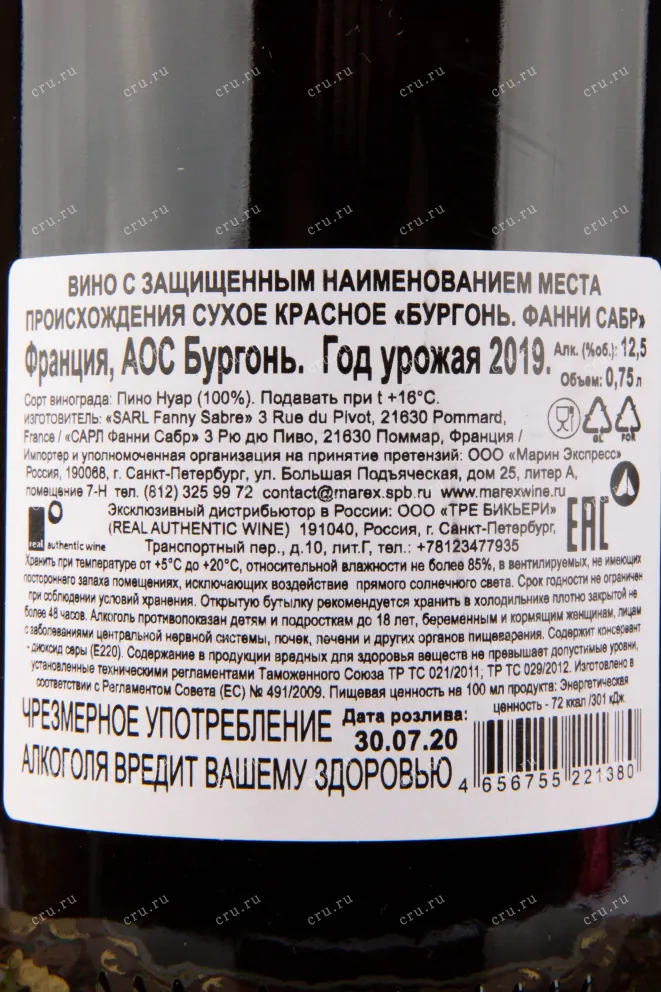 ВИНО С ЗАЩИЩЕННЫМ НАИМЕНОВАНИЕМ МЕСТА
ПРОИСХОЖДЕНИЯ СУХОЕ КРАСНОЕ «БУРГОНЬ. ФАННИ САБР»
Франция, АОС Бургонь. Год урожая 2019. Алк. (%об.): 12,5
Объем: 0,75л
Сорт винограда: Пино Нуар (100%). Подавать при t +16°C.
ИЗГОТОВИТЕЛЬ: «SARL Fanny Sabre» 3 Rue du Pivot, 21630 Pommard,
France / «САРЛ Фанни Сабр» 3 Рю дю Пиво, 21630 Поммар, Франция /
GL
FOR
Импортер и уполномоченная организация на принятие претензий: ООО «Марин Экспресс»
Россия, 190068, г. Санкт-Петербург, ул. Большая Подъяческая, дом 25, литер А,
помещение 7-Н тел. (812) 325 99 72 contact@marex.spb.ru www.marexwine.ru
Эксклюзивный дистрибьютор в России: ООО «ТРЕ БИКЬЕРИ»
(REAL AUTHENTIC WINE) 191040, Россия, г. Санкт-Петербург,
Транспортный пер., д.10, лит.Г, тел.: +78123477935
real authentic wine
ЕАС
Хранить при температуре от +5°C до +20°C, относительной влажности не более 85%, в вентилируемых, не имеющих
постороннего запаха помещениях, исключающих воздействие прямого солнечного света. Срок годности не ограничен
при соблюдении условий хранения. Открытую бутылку рекомендуется хранить в холодильнике плотно закрытой не
более 48 часов. Алкоголь противопоказан детям и подросткам до 18 лет, беременным и кормящим женщинам, лицам
с заболеваниями центральной нервной системы, почек, печени и других органов пищеварения. Содержит консервант
- диоксид серы (Е220). Содержание в продукции вредных для здоровья веществ не превышает допустимые уровни,
установленные техническими регламентами Таможенного Союза ТР ТС 021/2011; ТР ТС 029/2012. Изготовлено в
соответствии с Регламентом Совета (ЕС) № 491/2009. Пищевая ценность на 100 мл продукта: Энергетическая
ценность - 72 ккал /301 кДж
ЧРЕЗМЕРНОЕ УПОТРЕБЛЕНИЕ
АЛКОГОЛЯ ВРЕДИТ ВАШЕМУ ЗДОРОВЬЮ
Дата розлива:
30.07.20
4 656755 221380
cru.ru